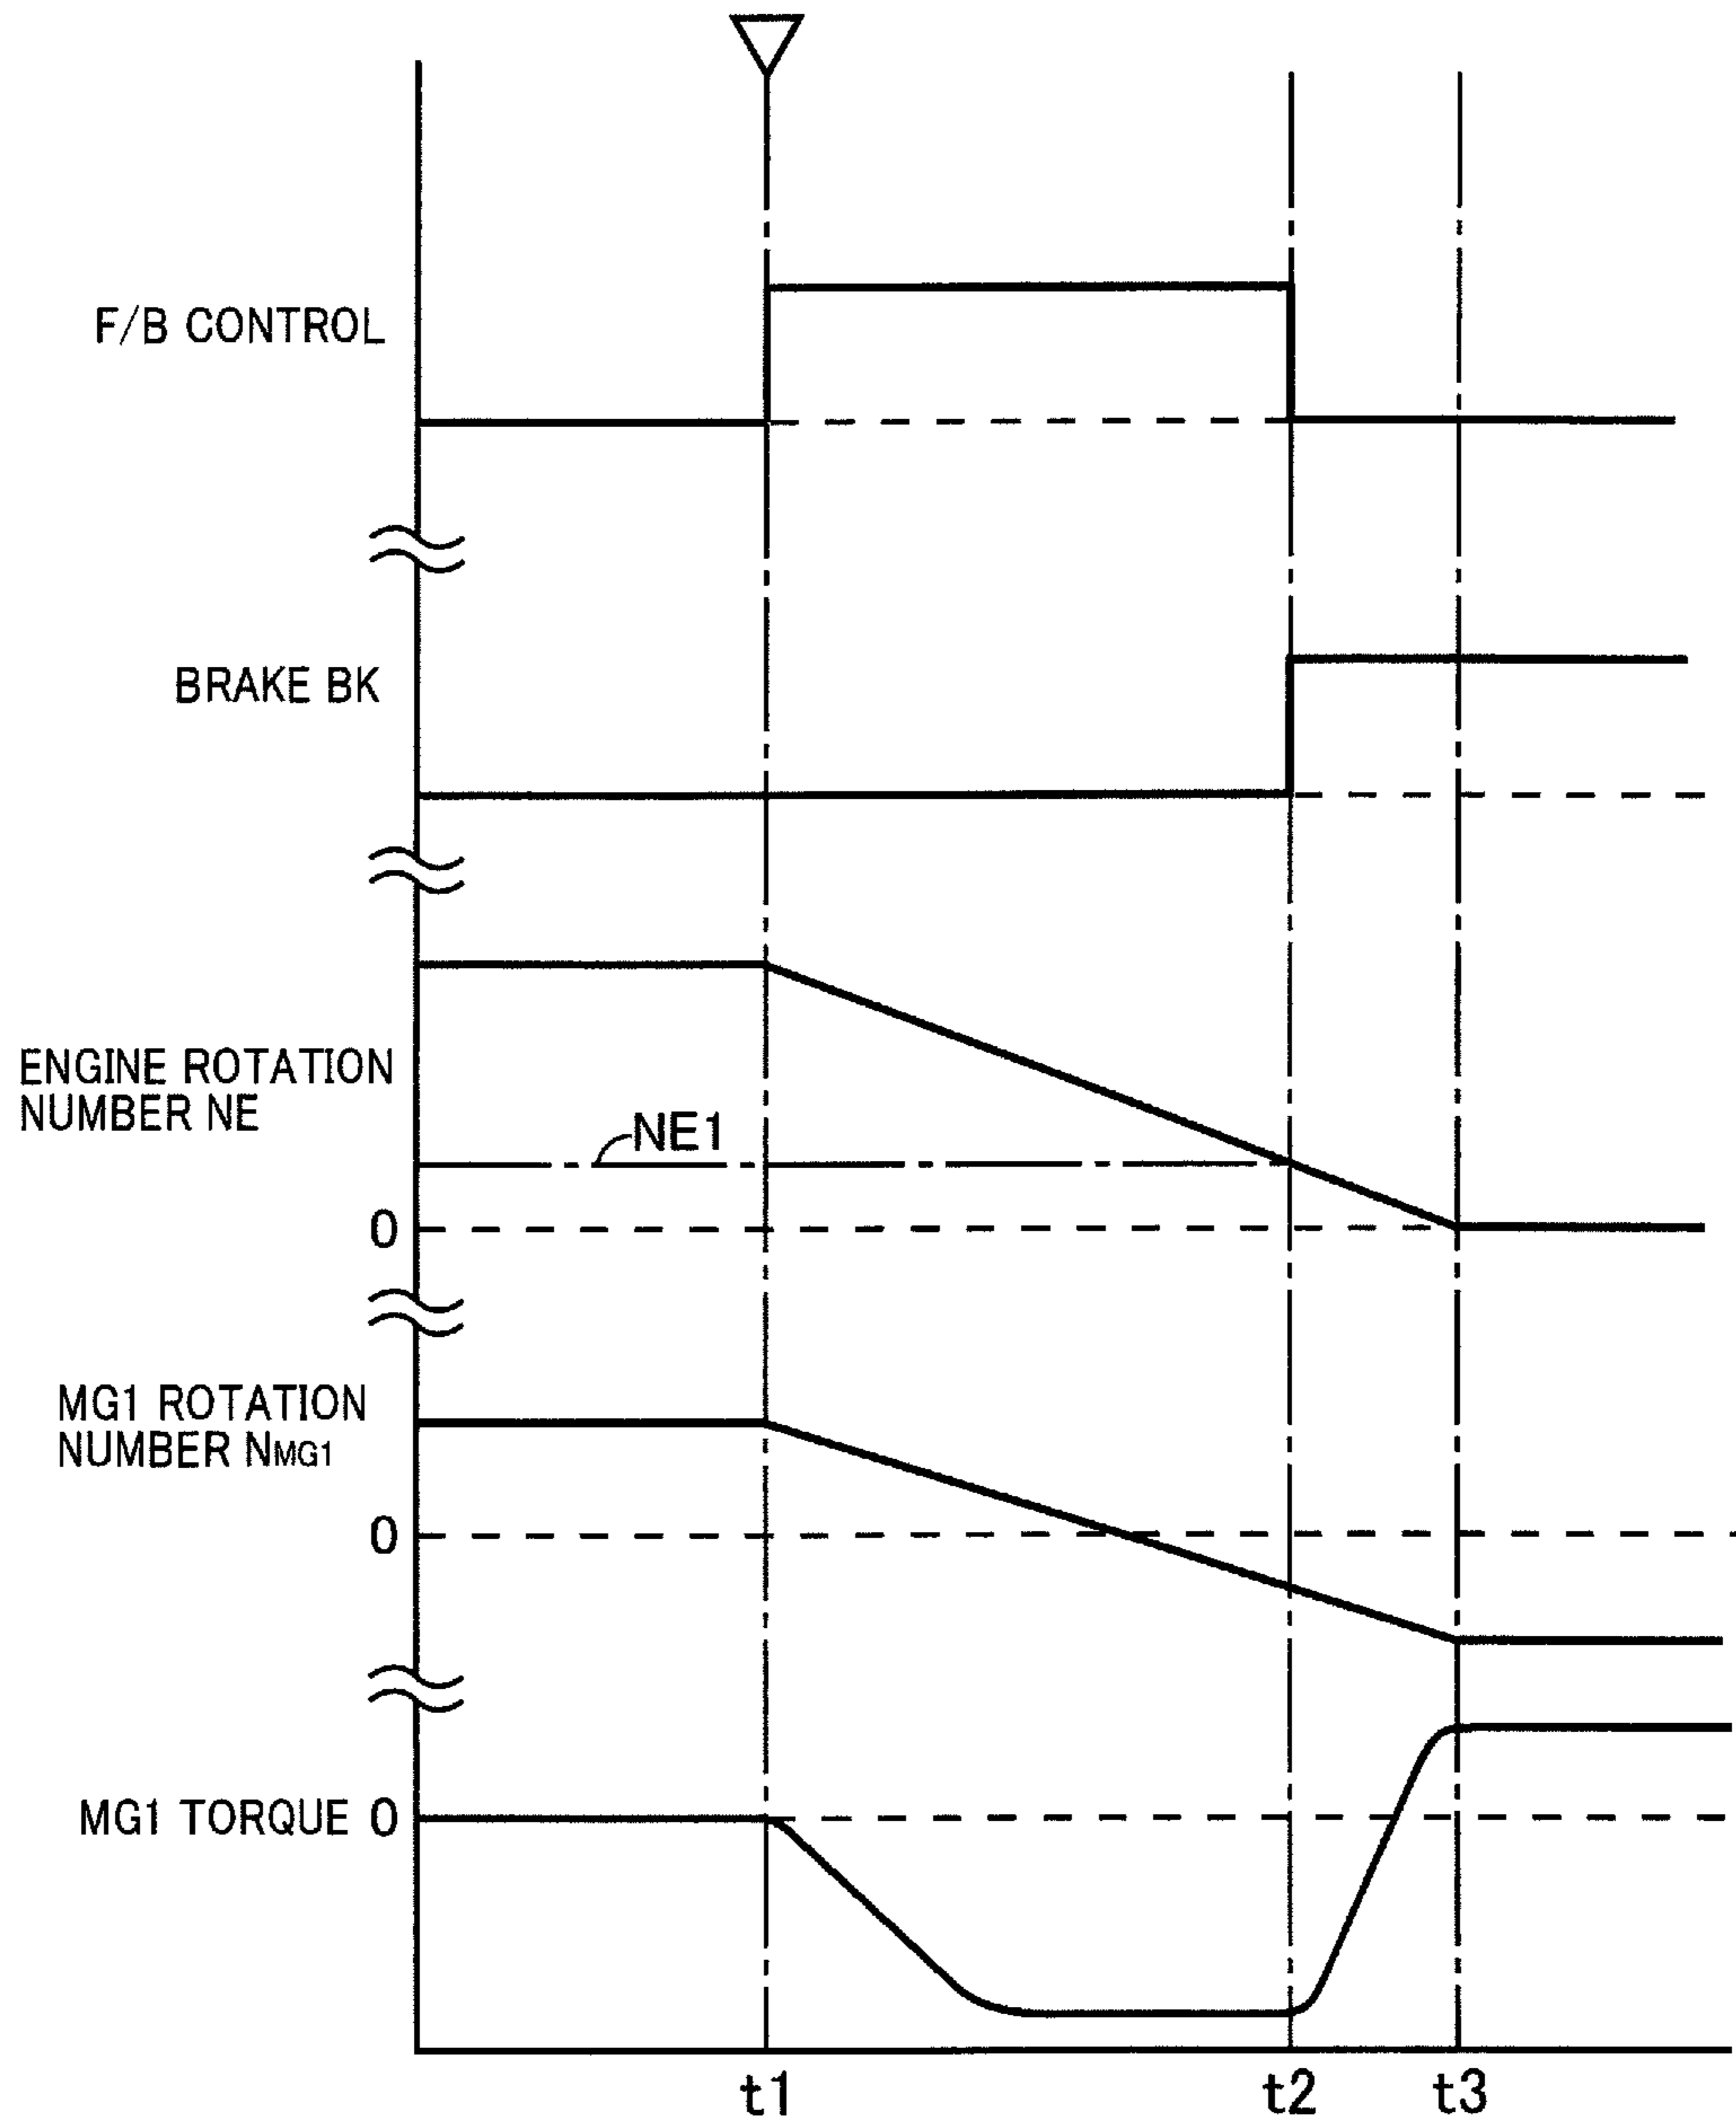 F/B CONTROL
BRAKE BK
ENGINE ROTATION
NUMBER NE
NE1
0
MG1 ROTATION
NUMBER NMG1
0
MG1 TORQUE 0
t1 t2 t3